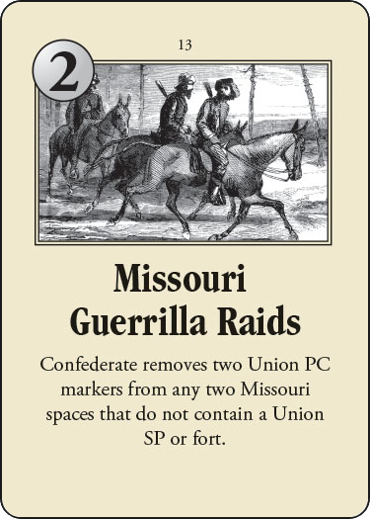 13
2
Missouri
Guerrilla Raids
Confederate removes two Union PC
markers from any two Missouri
spaces that do not contain a Union
SP or fort.